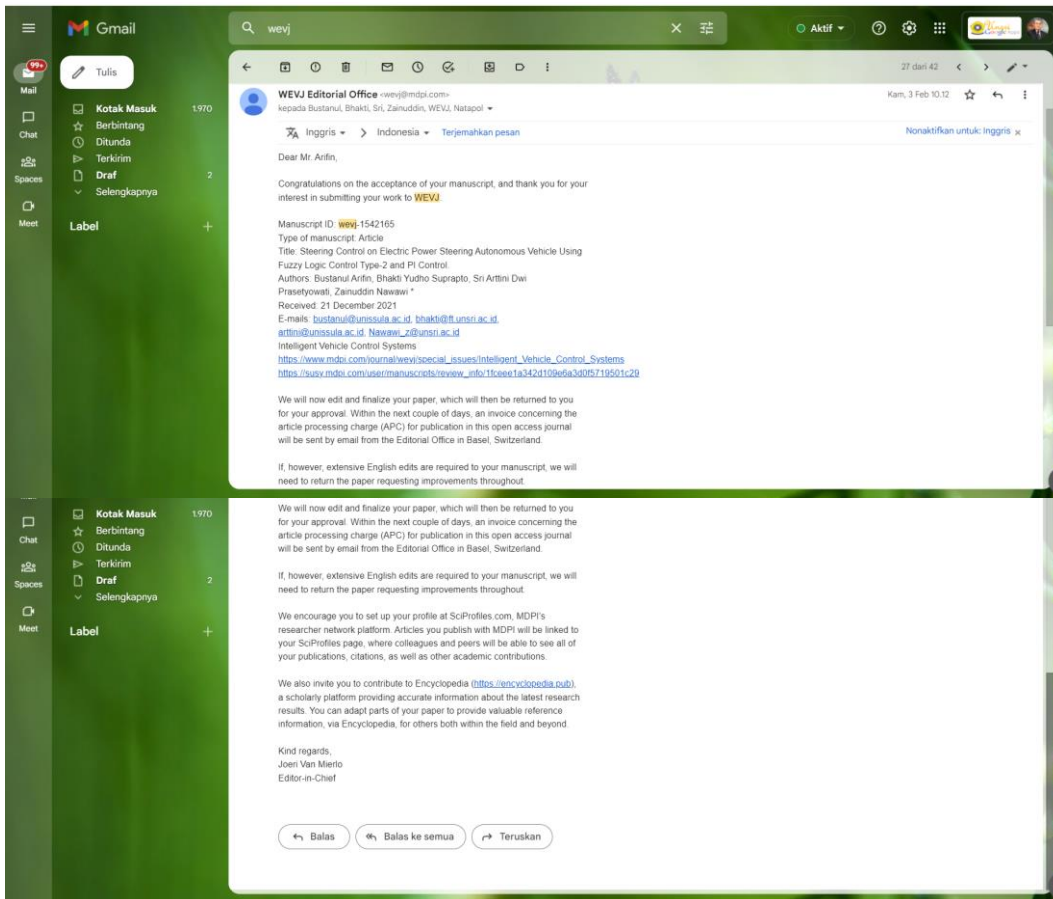 Gmail
wevj
Aktif
99+
Mail
Chat
Spaces
Meet
Tulis
Kotak Masuk 1.970
Berbintang
Ditunda
Terkirim
Draf 2
Selengkapnya
Label +
27 dari 42
WEVJ Editorial Office <wevj@mdpi.com>
Kam, 3 Feb 10.12
kepada Bustanul, Bhakti, Sri, Zainuddin, WEVJ, Natapol
Inggris > Indonesia Terjemahkan pesan
Nonaktifkan untuk: Inggris x
Dear Mr. Arifin,
Congratulations on the acceptance of your manuscript, and thank you for your
interest in submitting your work to WEVJ:
Manuscript ID: wevj-1542165
Type of manuscript: Article
Title: Steering Control on Electric Power Steering Autonomous Vehicle Using
Fuzzy Logic Control Type-2 and PI Control.
Authors: Bustanul Arifin, Bhakti Yudho Suprapto, Sri Arttini Dwi
Prasetyowati, Zainuddin Nawawi *
Received: 21 December 2021
E-mails: bustanul@unissula.ac.id, bhakti@ft.unsri.ac.id,
arttini@unissula.ac.id, Nawawi_z@unsri.ac.id
Intelligent Vehicle Control Systems
https://www.mdpi.com/journal/wevj/special_issues/Intelligent_Vehicle_Control_Systems
https://susy.mdpi.com/user/manuscripts/review_info/1fceee1a342d109e6a3d0f5719501c29
We will now edit and finalize your paper, which will then be returned to you
for your approval. Within the next couple of days, an invoice concerning the
article processing charge (APC) for publication in this open access journal
will be sent by email from the Editorial Office in Basel, Switzerland.
If, however, extensive English edits are required to your manuscript, we will
need to return the paper requesting improvements throughout.
Chat
Spaces
Meet
Kotak Masuk 1.970
Berbintang
Ditunda
Terkirim
Draf 2
Selengkapnya
Label +
We will now edit and finalize your paper, which will then be returned to you
for your approval. Within the next couple of days, an invoice concerning the
article processing charge (APC) for publication in this open access journal
will be sent by email from the Editorial Office in Basel, Switzerland.
If, however, extensive English edits are required to your manuscript, we will
need to return the paper requesting improvements throughout.
We encourage you to set up your profile at SciProfiles.com, MDPI's
researcher network platform. Articles you publish with MDPI will be linked to
your SciProfiles page, where colleagues and peers will be able to see all of
your publications, citations, as well as other academic contributions.
We also invite you to contribute to Encyclopedia (https://encyclopedia.pub),
a scholarly platform providing accurate information about the latest research
results. You can adapt parts of your paper to provide valuable reference
information, via Encyclopedia, for others both within the field and beyond.
Kind regards,
Joeri Van Mierlo
Editor-in-Chief
Balas
Balas ke semua
Teruskan